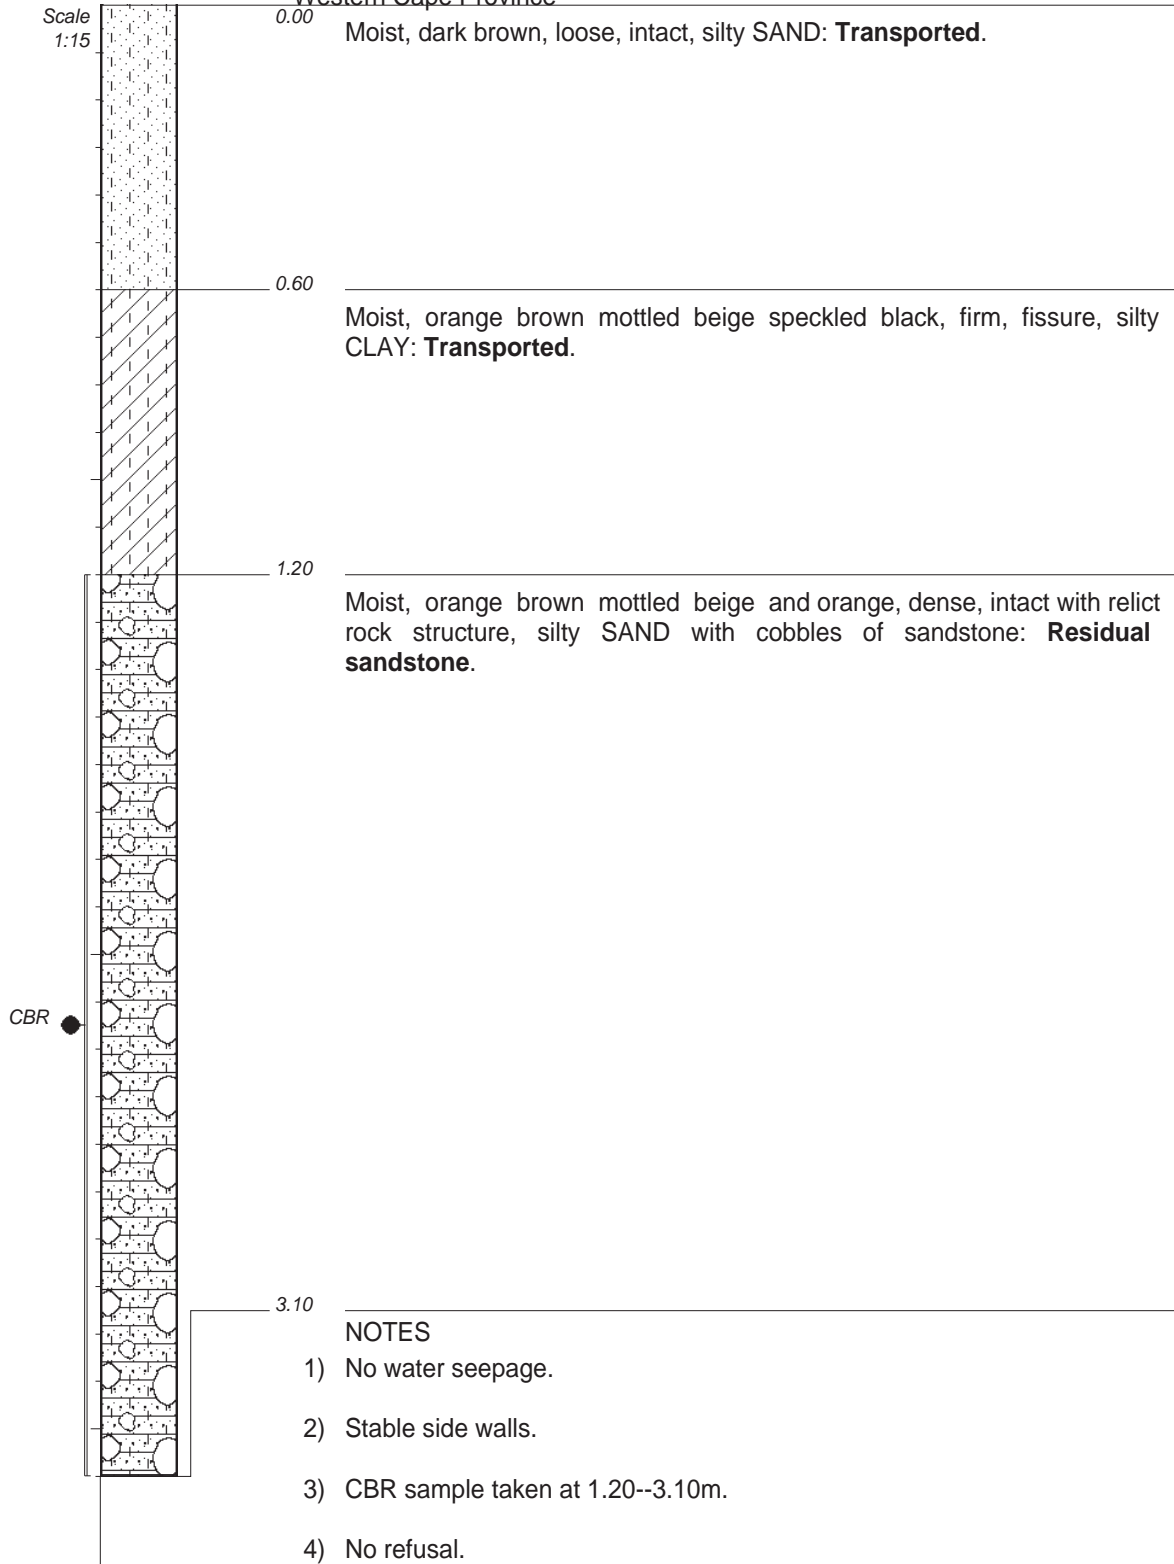 Western Cape Province
Scale
1:15
0.00
Moist, dark brown, loose, intact, silty SAND: Transported.
0.60
Moist, orange brown mottled beige speckled black, firm, fissure, silty
CLAY: Transported.
1.20
Moist, orange brown mottled beige and orange, dense, intact with relict
rock structure, silty SAND with cobbles of sandstone: Residual
sandstone.
CBR
3.10
NOTES
1) No water seepage.
2) Stable side walls.
3) CBR sample taken at 1.20--3.10m.
4) No refusal.